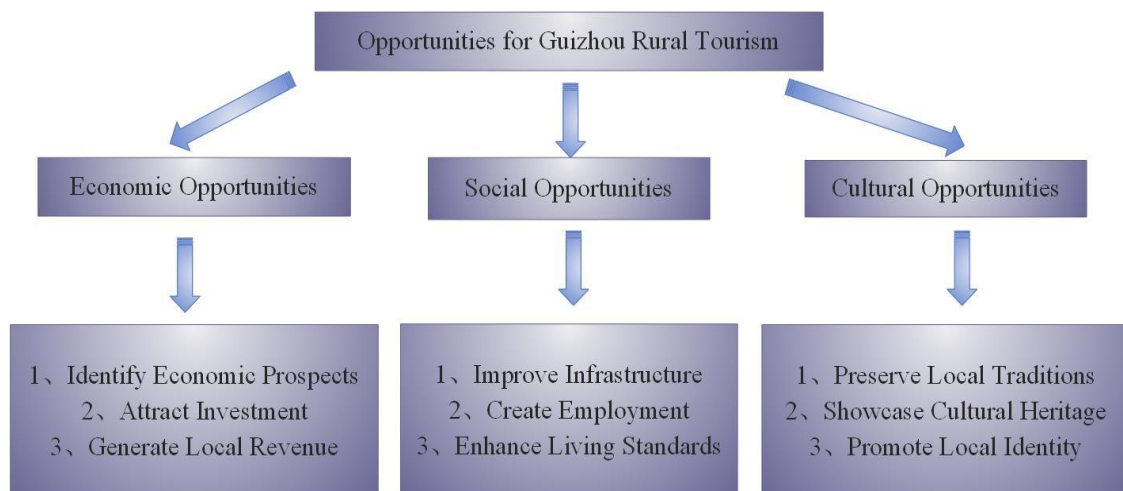 Opportunities for Guizhou Rural Tourism
Economic Opportunities
Social Opportunities
Cultural Opportunities
1、Identify Economic Prospects
2、Attract Investment
3、Generate Local Revenue
1、Improve Infrastructure
2、Create Employment
3、Enhance Living Standards
1、Preserve Local Traditions
2、Showcase Cultural Heritage
3、Promote Local Identity